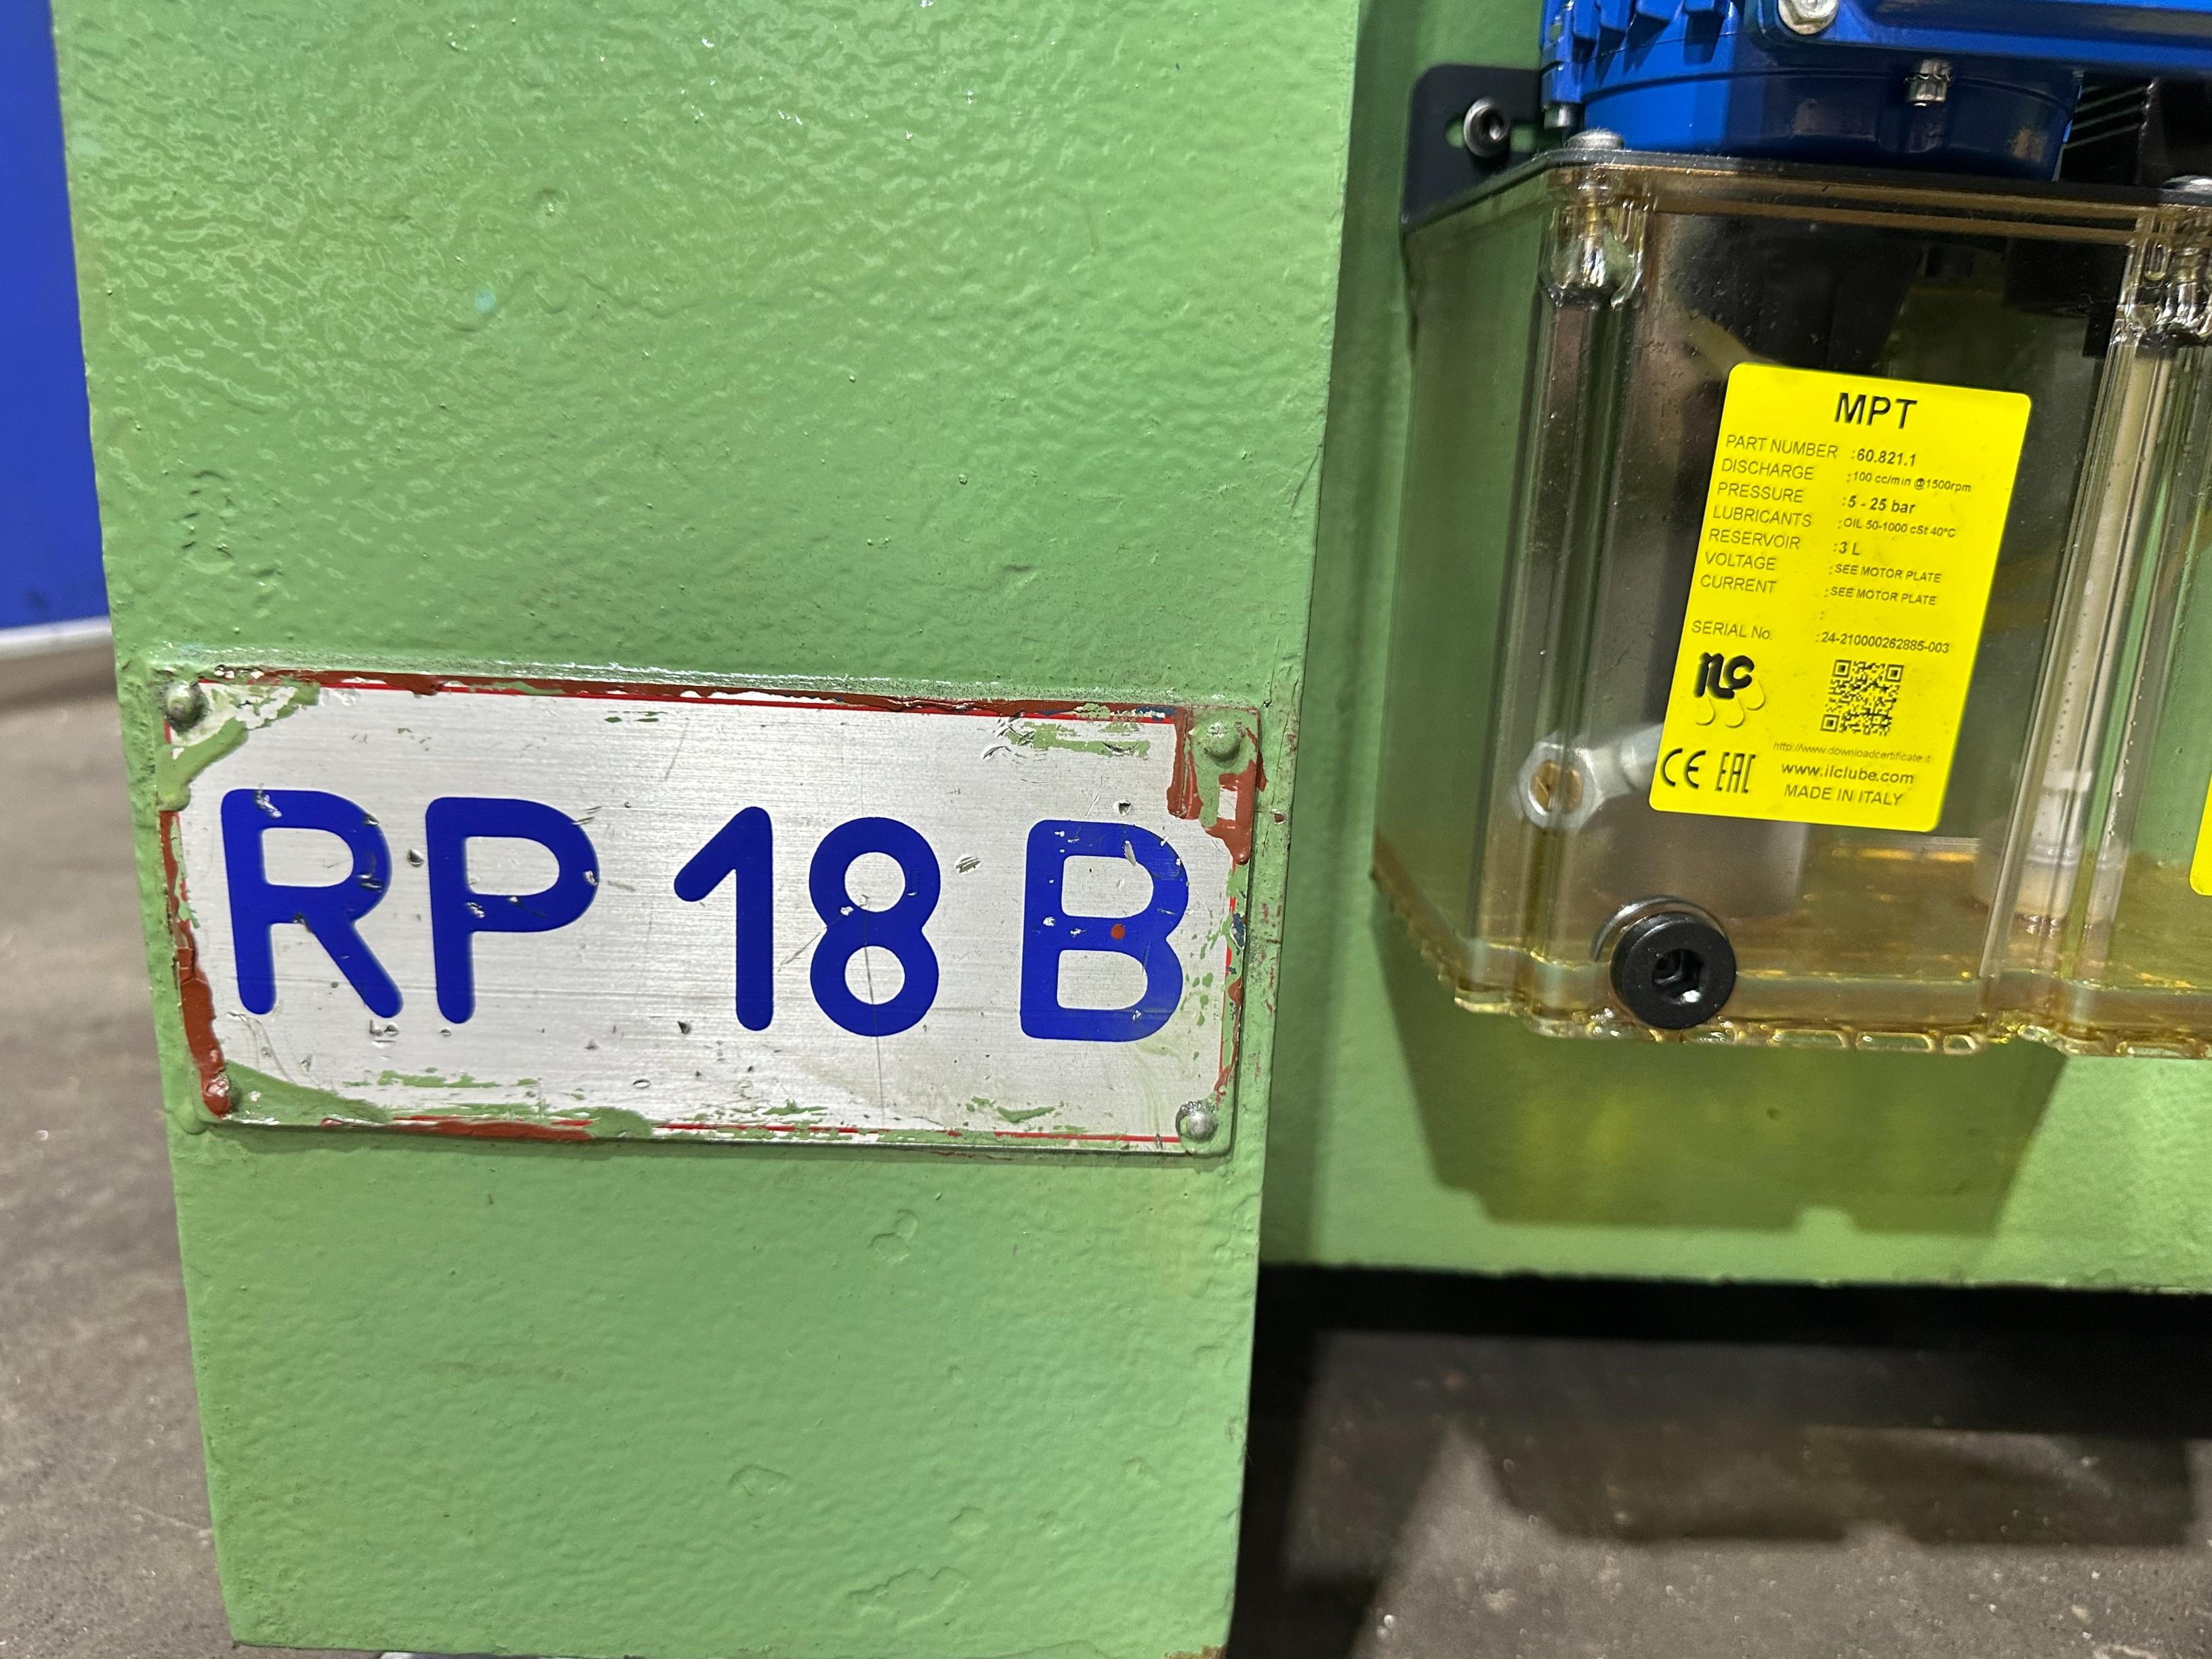 RP 18 B
MPT
PART NUMBER : 60.821.1
DISCHARGE : 100 cc/min @1500rpm
PRESSURE : 5 - 25 bar
LUBRICANTS : OIL 50-1000 cSt 40°C
RESERVOIR : 3 L
VOLTAGE : SEE MOTOR PLATE
CURRENT : SEE MOTOR PLATE
:
SERIAL No. : 24-210000262885-003
ilc
CE EAC
http://www.downloadcertificate.it
www.ilclube.com
MADE IN ITALY